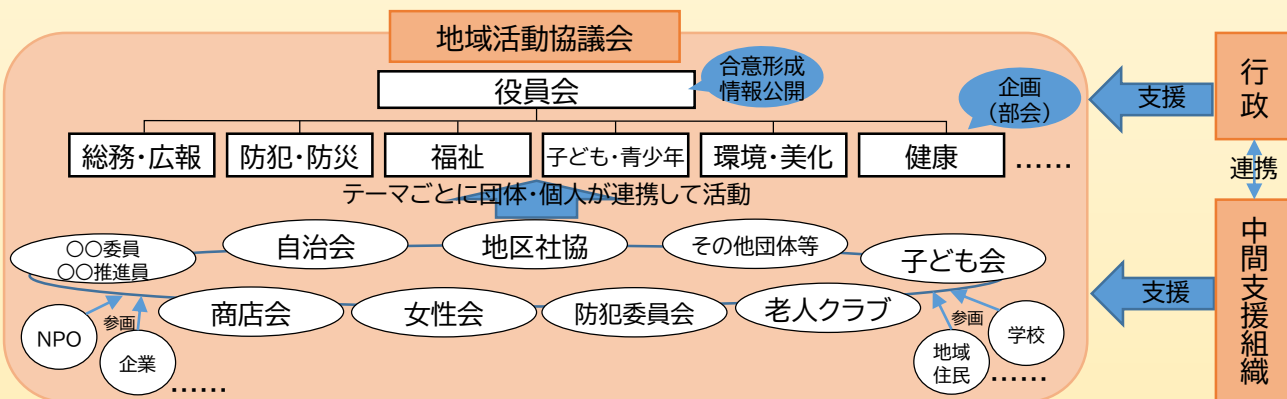 地域活動協議会
役員会
合意形成
情報公開
企画
（部会）
総務・広報
防犯・防災
福祉
子ども・青少年
環境・美化
健康
……
テーマごとに団体・個人が連携して活動
〇〇委員
〇〇推進員
自治会
地区社協
その他団体等
子ども会
商店会
女性会
防犯委員会
老人クラブ
NPO
参画
企業
……
地域
住民
参画
学校
……
支援
行政
連携
支援
中間支援組織